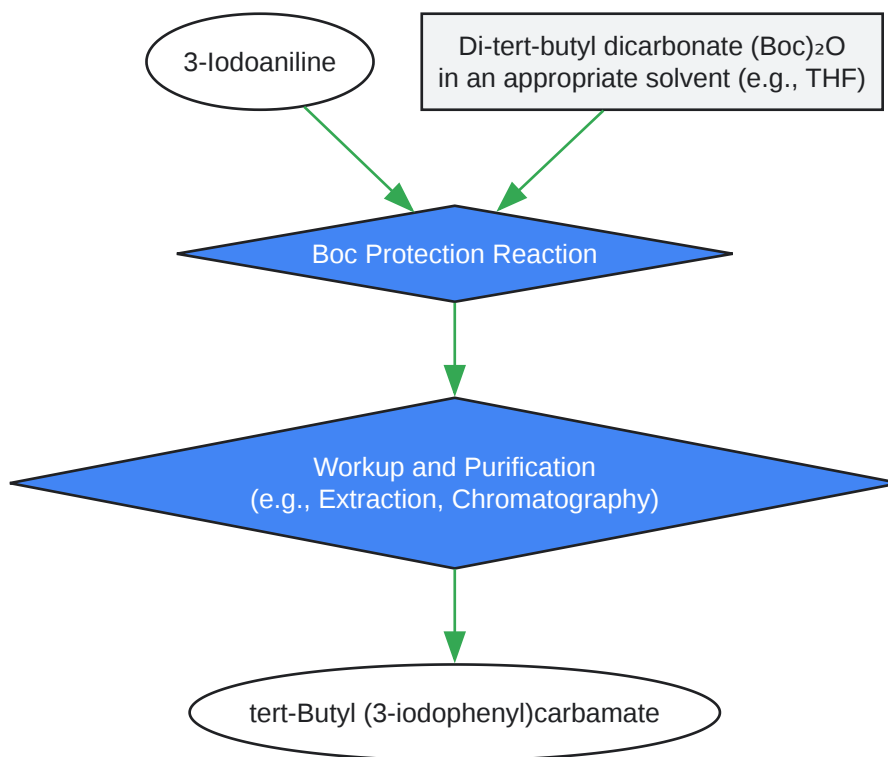 3-Iodoaniline
Di-tert-butyl dicarbonate (Boc)₂O
in an appropriate solvent (e.g., THF)
Boc Protection Reaction
Workup and Purification
(e.g., Extraction, Chromatography)
tert-Butyl (3-iodophenyl)carbamate